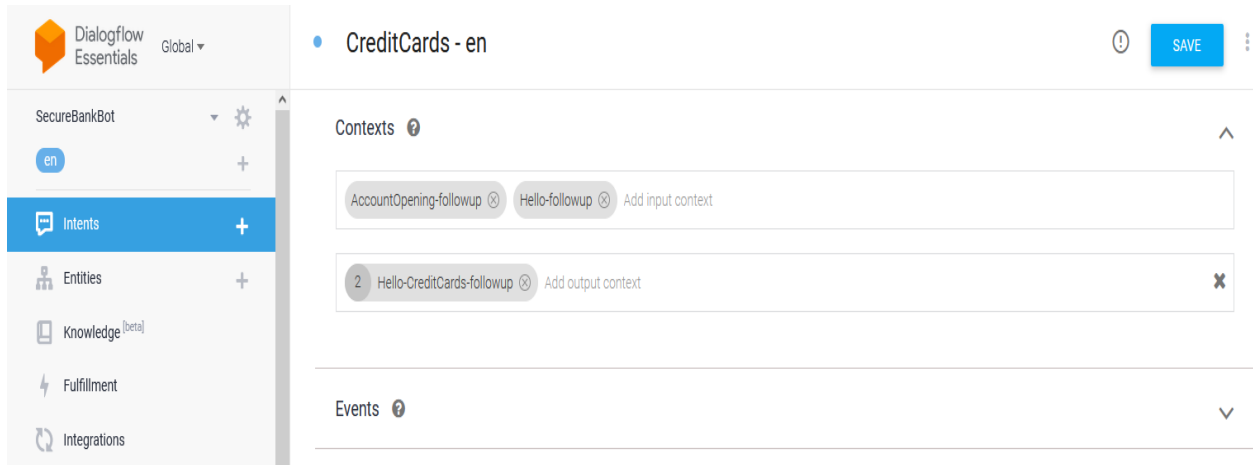 Dialogflow
Essentials
Global
CreditCards - en
SAVE
SecureBankBot
en
Intents
Entities
Knowledge [beta]
Fulfillment
Integrations
Contexts
AccountOpening-followup Hello-followup Add input context
2 Hello-CreditCards-followup Add output context
Events